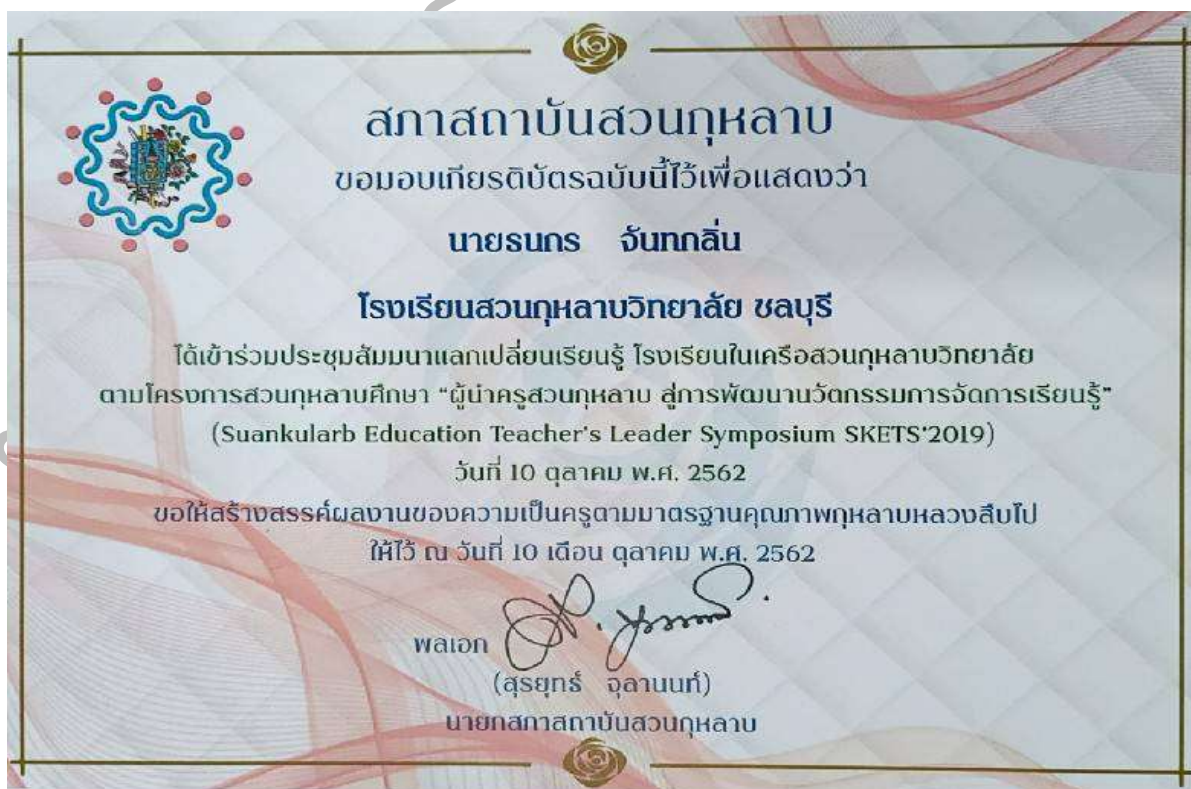 สภาสถาบันสวนกุหลาบ
ขอมอบเกียรติบัตรฉบับนี้ไว้เพื่อแสดงว่า
นายธนกร จันทกลิ่น
โรงเรียนสวนกุหลาบวิทยาลัย ชลบุรี
ได้เข้าร่วมประชุมสัมมนาแลกเปลี่ยนเรียนรู้ โรงเรียนในเครือสวนกุหลาบวิทยาลัย
ตามโครงการสวนกุหลาบศึกษา “ผู้นำครูสวนกุหลาบ สู่การพัฒนานวัตกรรมการจัดการเรียนรู้”
(Suankularb Education Teacher's Leader Symposium SKETS'2019)
วันที่ 10 ตุลาคม พ.ศ. 2562
ขอให้สร้างสรรค์ผลงานของความเป็นครูตามมาตรฐานคุณภาพกุหลาบหลวงสืบไป
ให้ไว้ ณ วันที่ 10 เดือน ตุลาคม พ.ศ. 2562
พลเอก
(สุรยุทธ์ จุลานนท์)
นายกสภาสถาบันสวนกุหลาบ